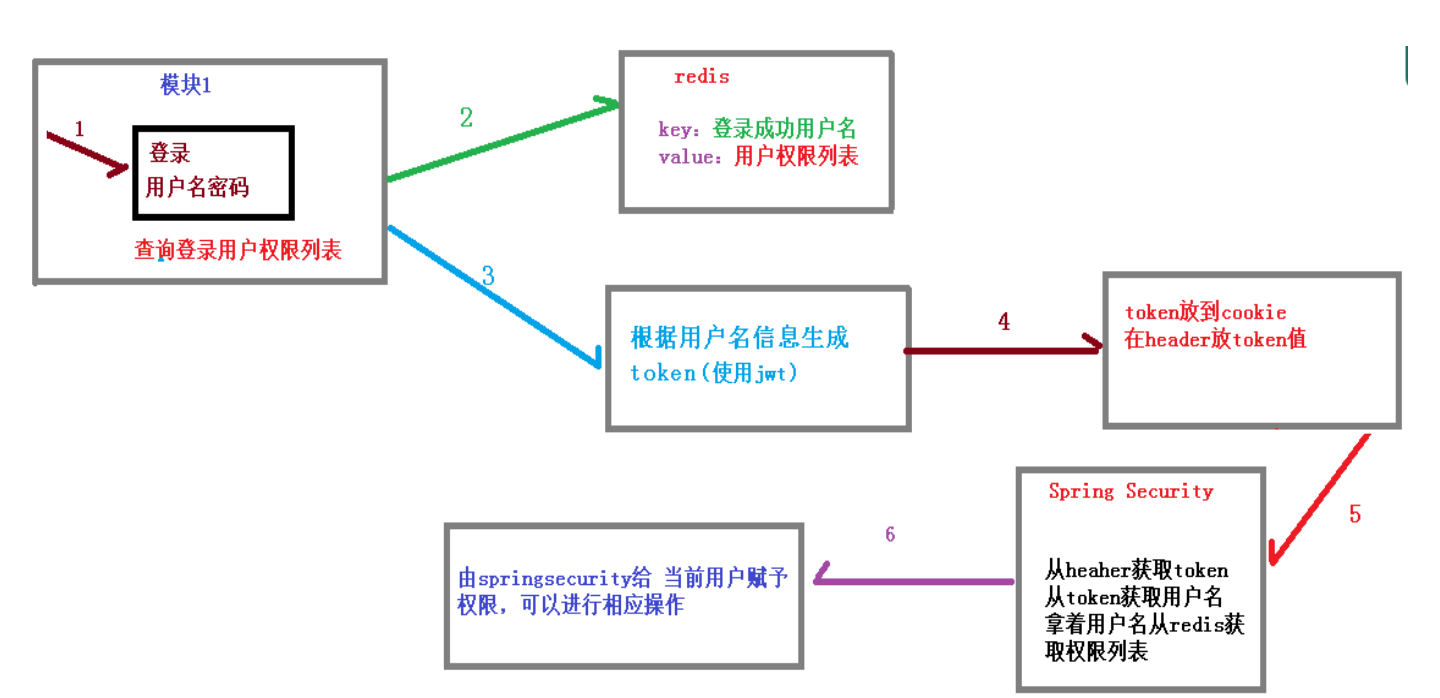 模块1
1
登录
用户名密码
查询登录用户权限列表
2
redis
key：登录成功用户名
value：用户权限列表
3
根据用户名信息生成
token(使用jwt)
4
token放到cookie
在header放token值
5
Spring Security
从heaher获取token
从token获取用户名
拿着用户名从redis获
取权限列表
6
由springsecurity给 当前用户赋予
权限，可以进行相应操作